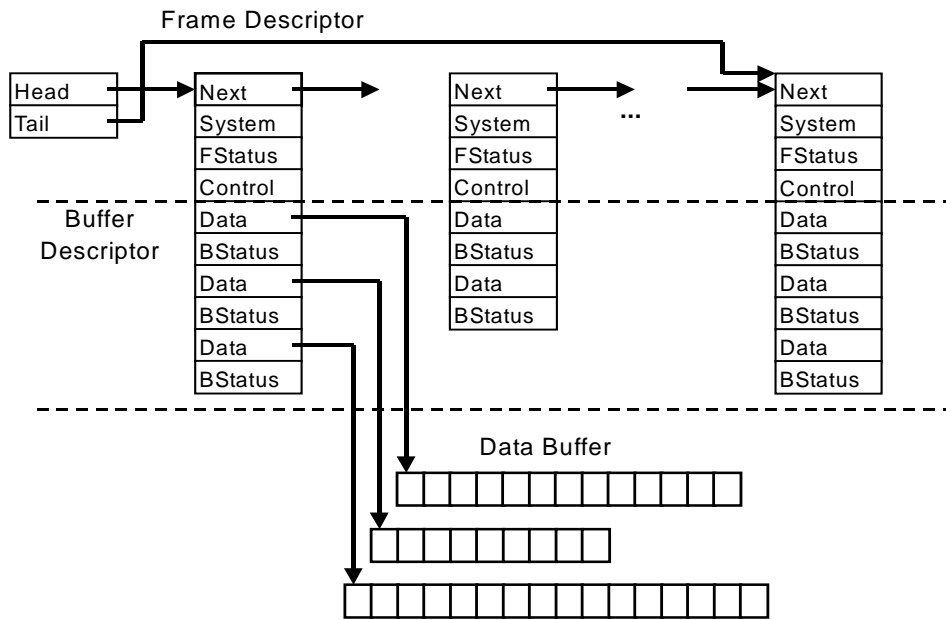 Frame Descriptor
Head
Tail
Next
System
FStatus
Control
Next
System
FStatus
Control
...
Next
System
FStatus
Control
Buffer
Descriptor
Data
BStatus
Data
BStatus
Data
BStatus
Data
BStatus
Data
BStatus
Data
BStatus
Data
BStatus
Data
BStatus
Data Buffer